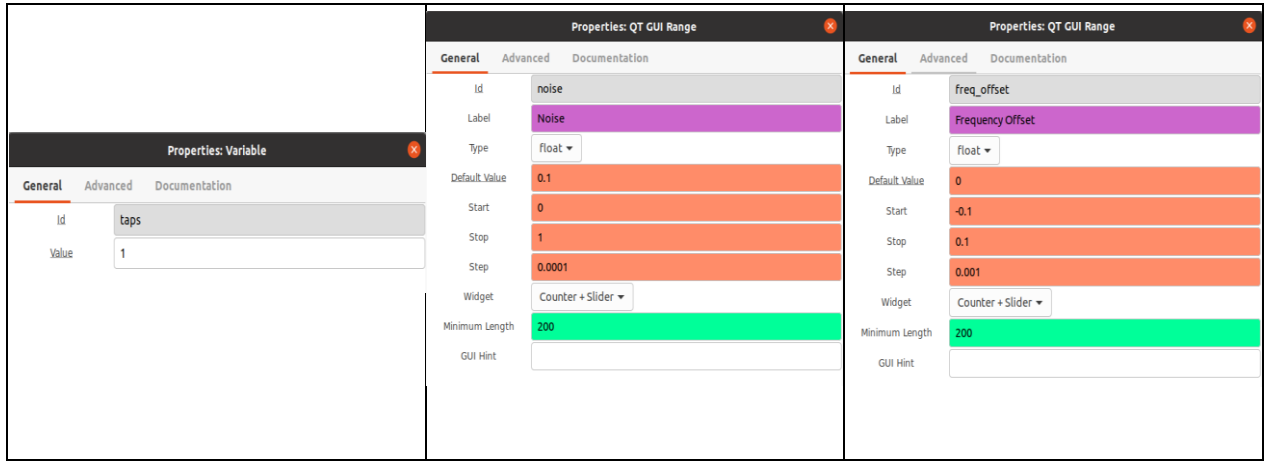 Properties: Variable
General Advanced Documentation
Id taps
Value 1
Properties: QT GUI Range
General Advanced Documentation
Id noise
Label Noise
Type float
Default Value 0.1
Start 0
Stop 1
Step 0.0001
Widget Counter + Slider
Minimum Length 200
GUI Hint
Properties: QT GUI Range
General Advanced Documentation
Id freq_offset
Label Frequency Offset
Type float
Default Value 0
Start -0.1
Stop 0.1
Step 0.001
Widget Counter + Slider
Minimum Length 200
GUI Hint